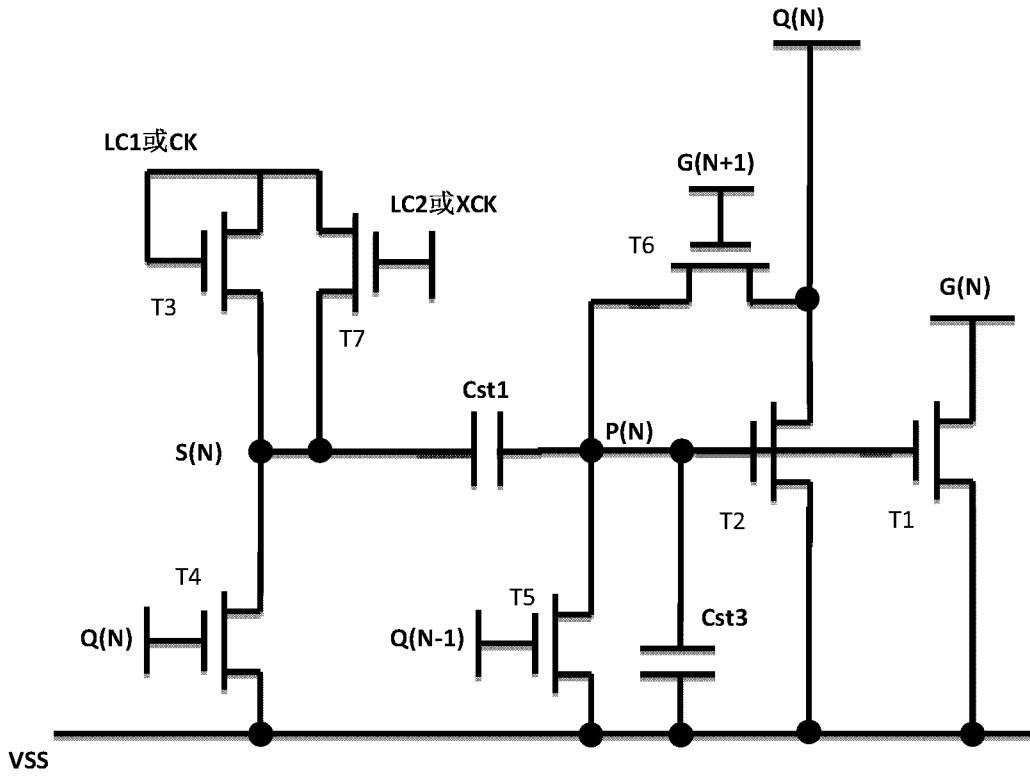 Q(N)
LC1或CK
G(N+1)
LC2或XCK
T6
G(N)
T3
T7
Cst1
P(N)
S(N)
T2
T1
T4
T5
Cst3
Q(N)
Q(N-1)
VSS